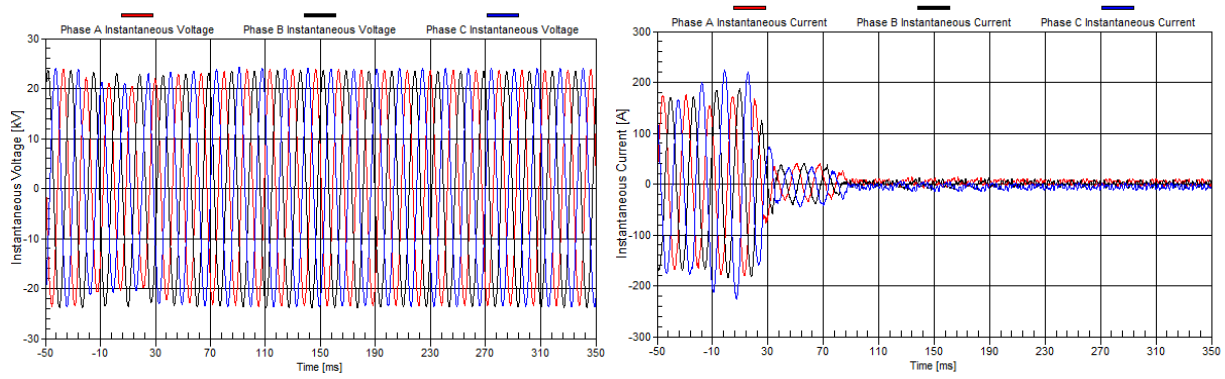 Phase A Instantaneous Voltage Phase B Instantaneous Voltage Phase C Instantaneous Voltage
30
20
10
0
-10
-20
-30
Instantaneous Voltage [kV]
-50 -10 30 70 110 150 190 230 270 310 350
Time [ms]
Phase A Instantaneous Current Phase B Instantaneous Current Phase C Instantaneous Current
300
200
100
0
-100
-200
-300
Instantaneous Current [A]
-50 -10 30 70 110 150 190 230 270 310 350
Time [ms]